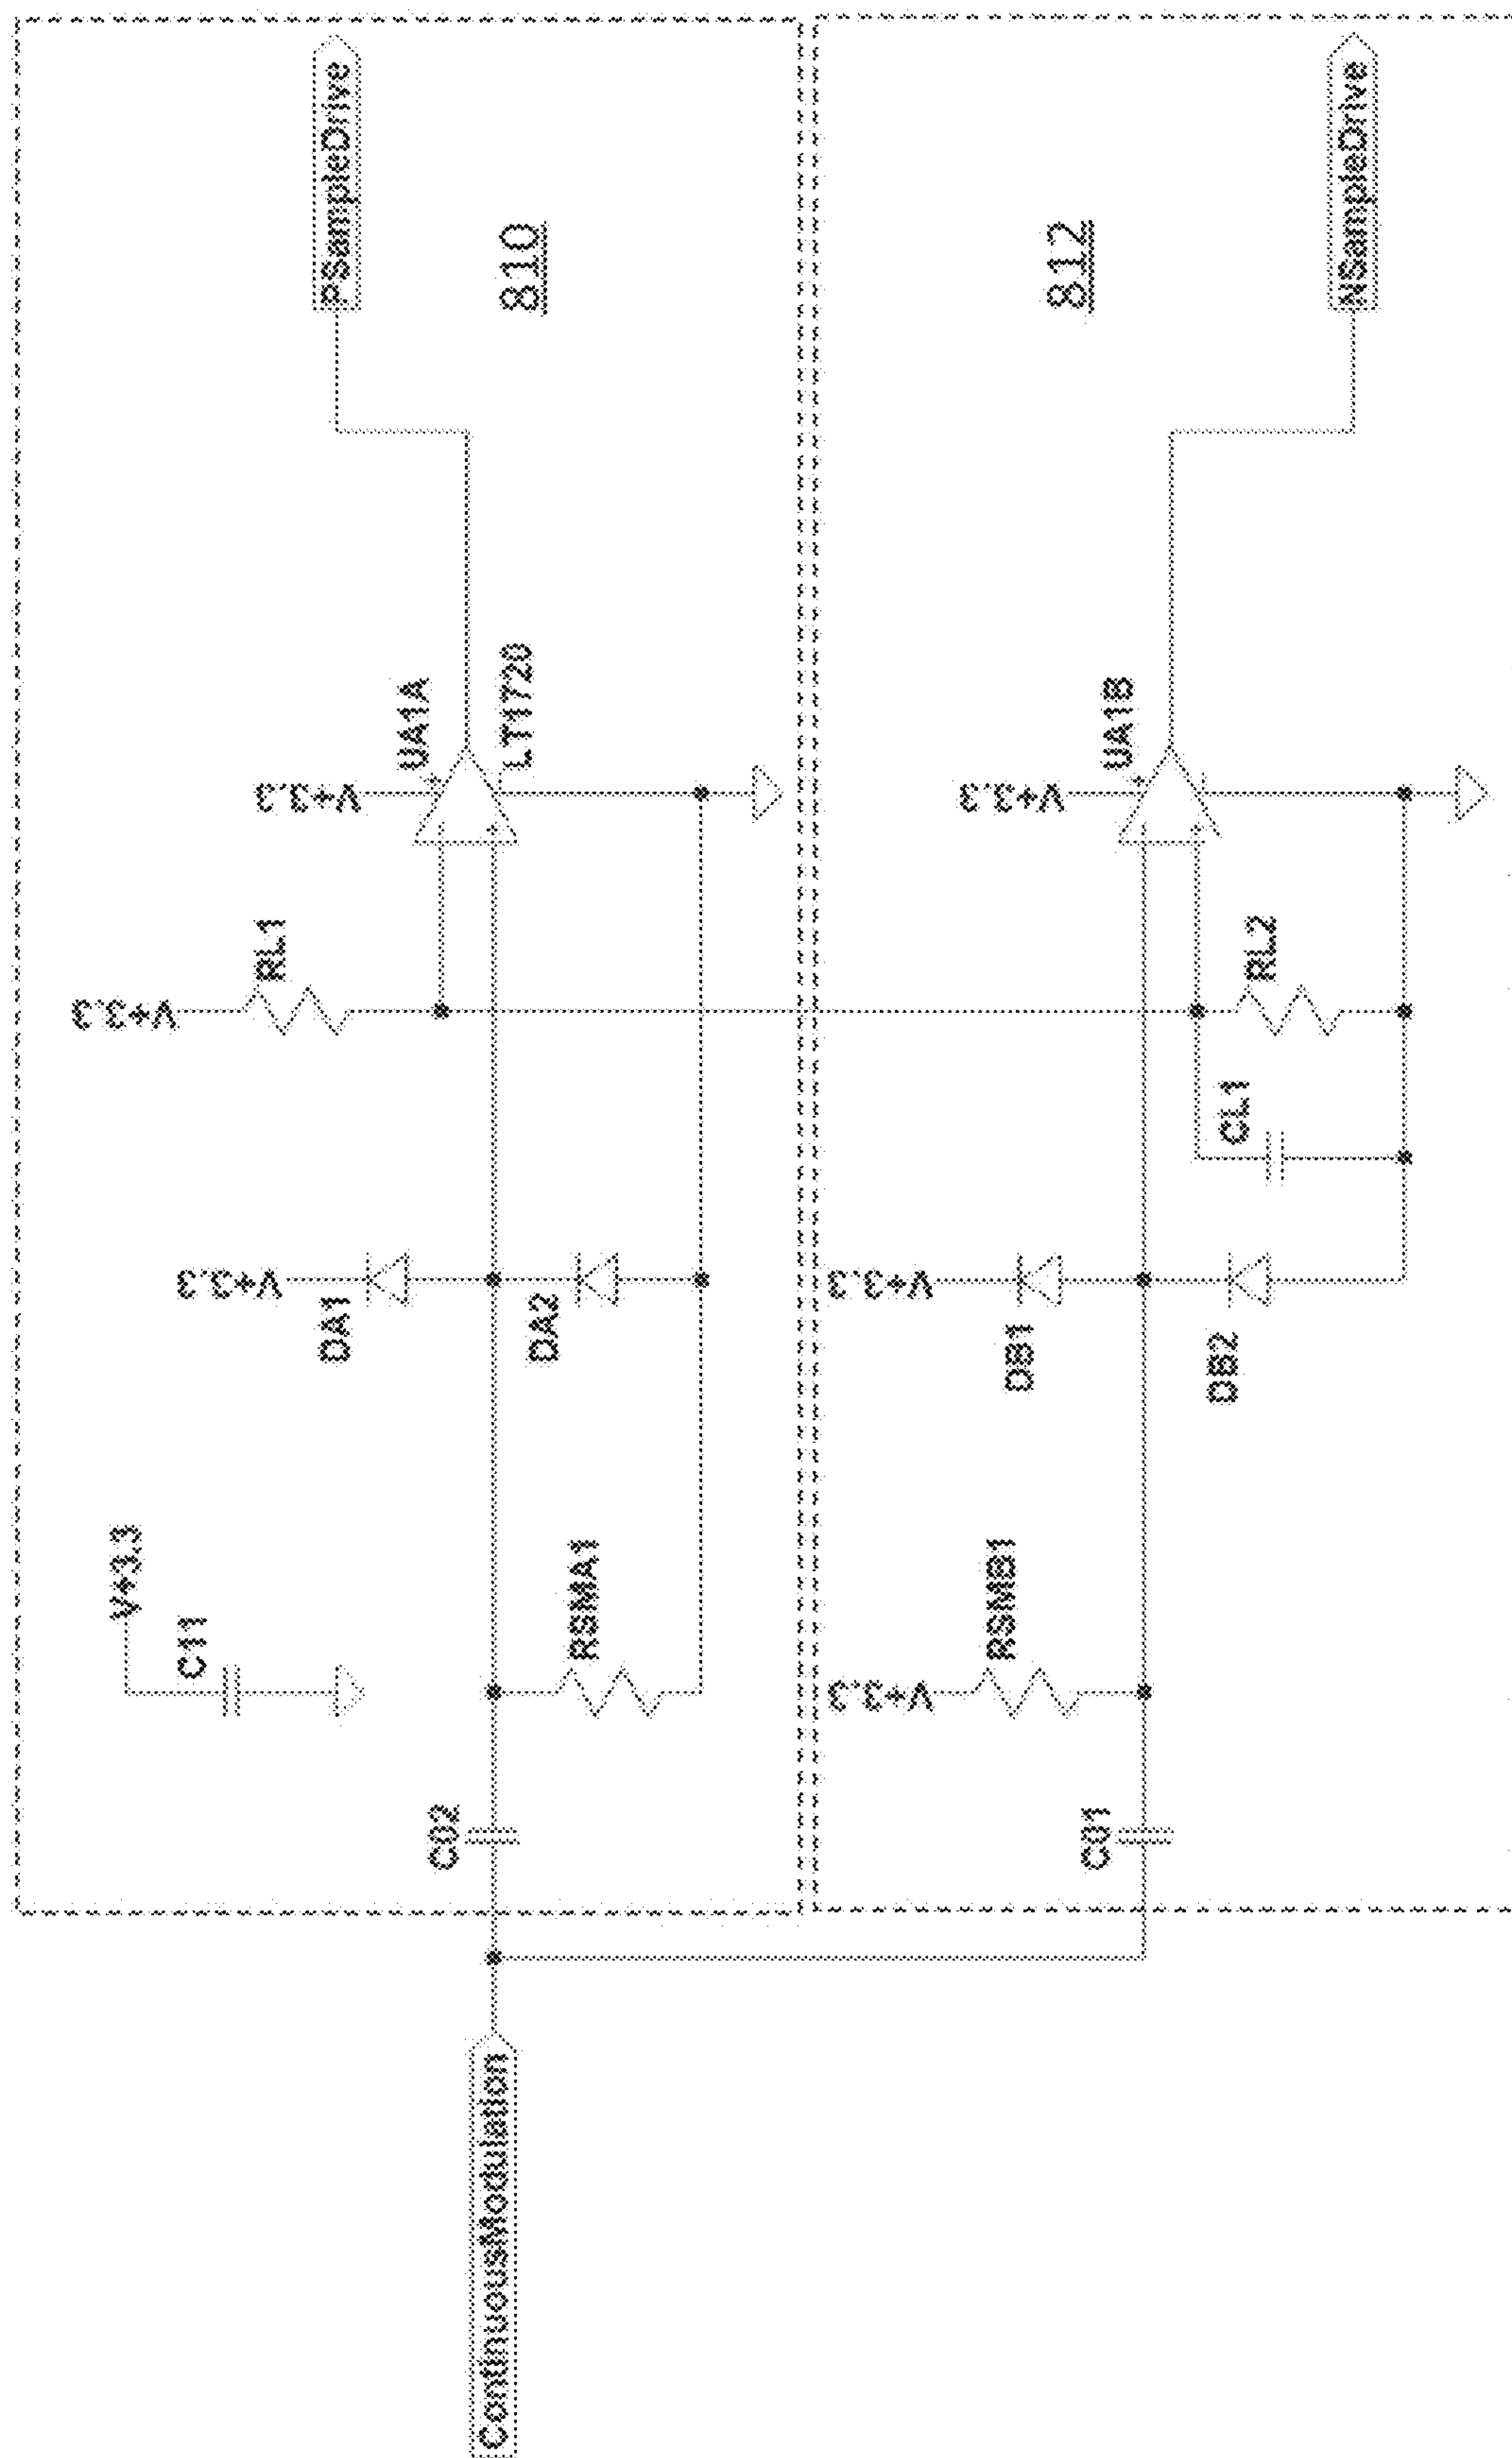 ContinuousModulation
C02
V+3.3
C11
RSMA1
V+3.3
DA1
DA2
V+3.3
RL1
V+3.3
UA1A
LT1720
PSampleDrive
810
C01
V+3.3
RSMB1
V+3.3
DB1
DB2
CL1
RL2
V+3.3
UA1B
812
NSampleDrive